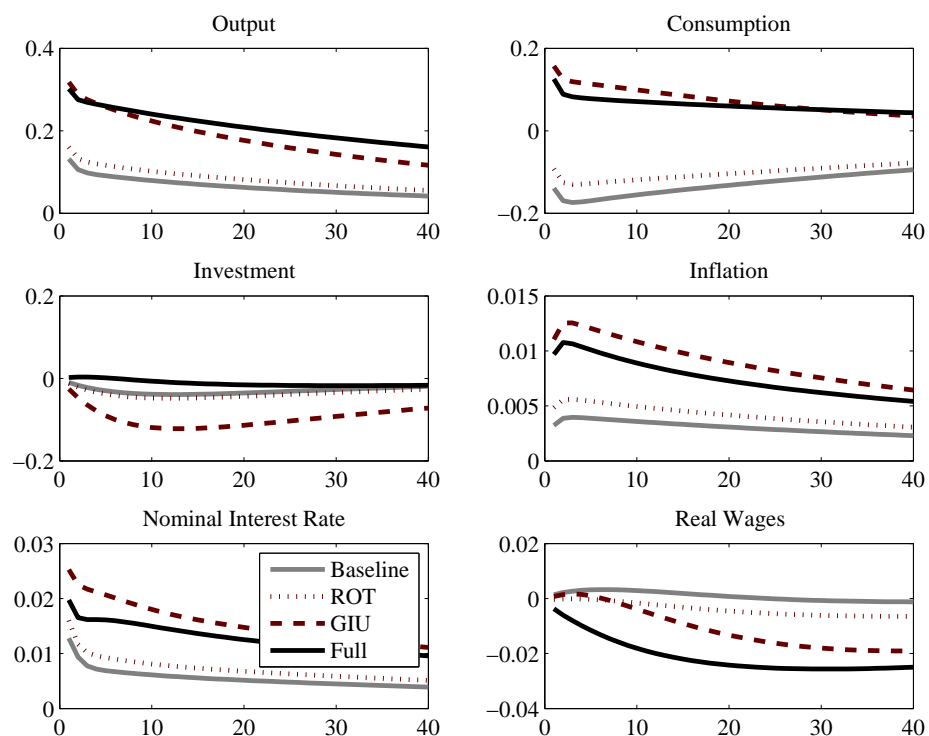 Output
0.4
0.2
0
0 10 20 30 40
Consumption
0.2
0
−0.2
0 10 20 30 40
Investment
0.2
0
−0.2
0 10 20 30 40
Inflation
0.015
0.01
0.005
0
0 10 20 30 40
Nominal Interest Rate
0.03
0.02
0.01
0
0 10 20 30 40
Baseline
ROT
GIU
Full
Real Wages
0.02
0
−0.02
−0.04
0 10 20 30 40